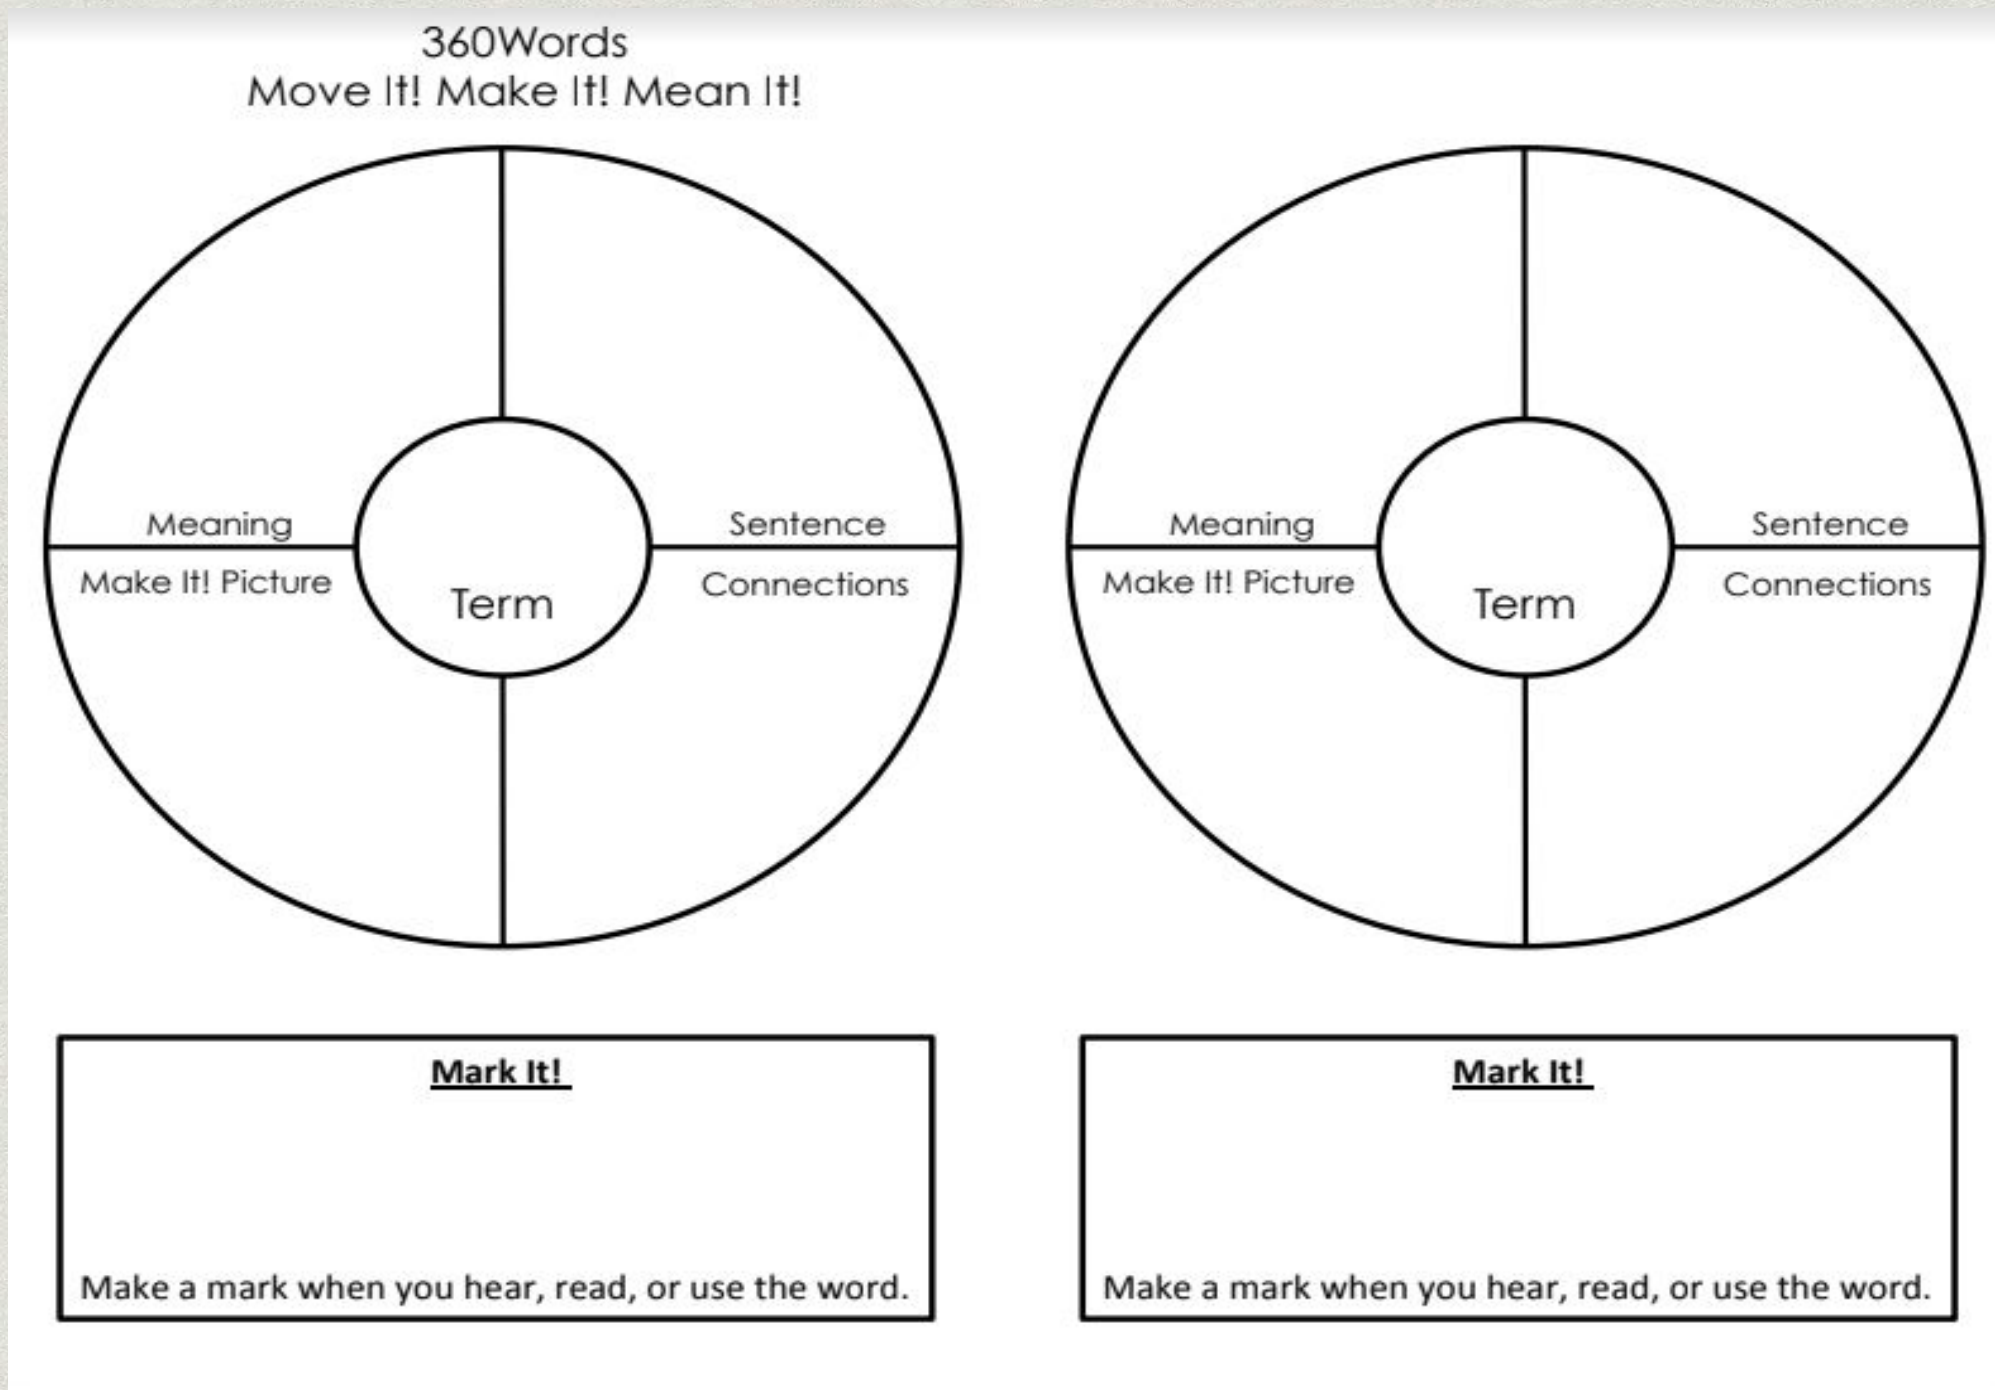 360Words
Move It! Make It! Mean It!
Meaning
Sentence
Make It! Picture
Connections
Term
Mark It!
Make a mark when you hear, read, or use the word.
Meaning
Sentence
Make It! Picture
Connections
Term
Mark It!
Make a mark when you hear, read, or use the word.